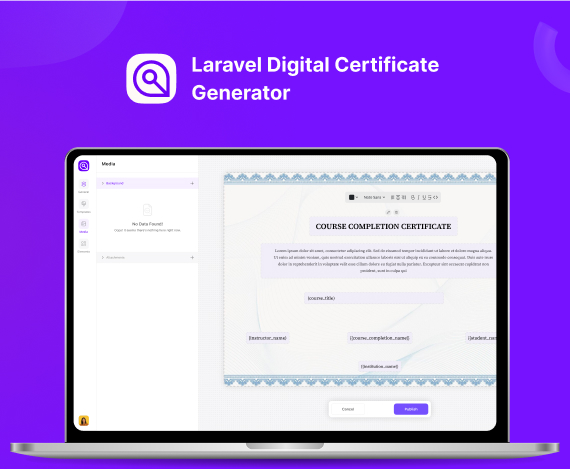 Laravel Digital Certificate
Generator
Media
Background
General
No Data Found!
Media
COURSE COMPLETION CERTIFICATE
Lorem ipsum dolor sit amet, consectetur adipiscing elit. Sed do eiusmod tempor incididunt ut labore et dolore magna aliqua.
Ut enim ad minim veniam, quis nostrud exercitation ullamco laboris nisi ut aliquip ex ea commodo consequat. Duis aute irure
dolor in reprehenderit in voluptate velit esse cillum dolore eu fugiat nulla pariatur. Excepteur sint occaecat cupidatat non
proident, sunt in culpa qui
{course_title}
{instructor_name}
{{course_completion_name}}
{{student_nam
{institution_name}
Cancel
Publish